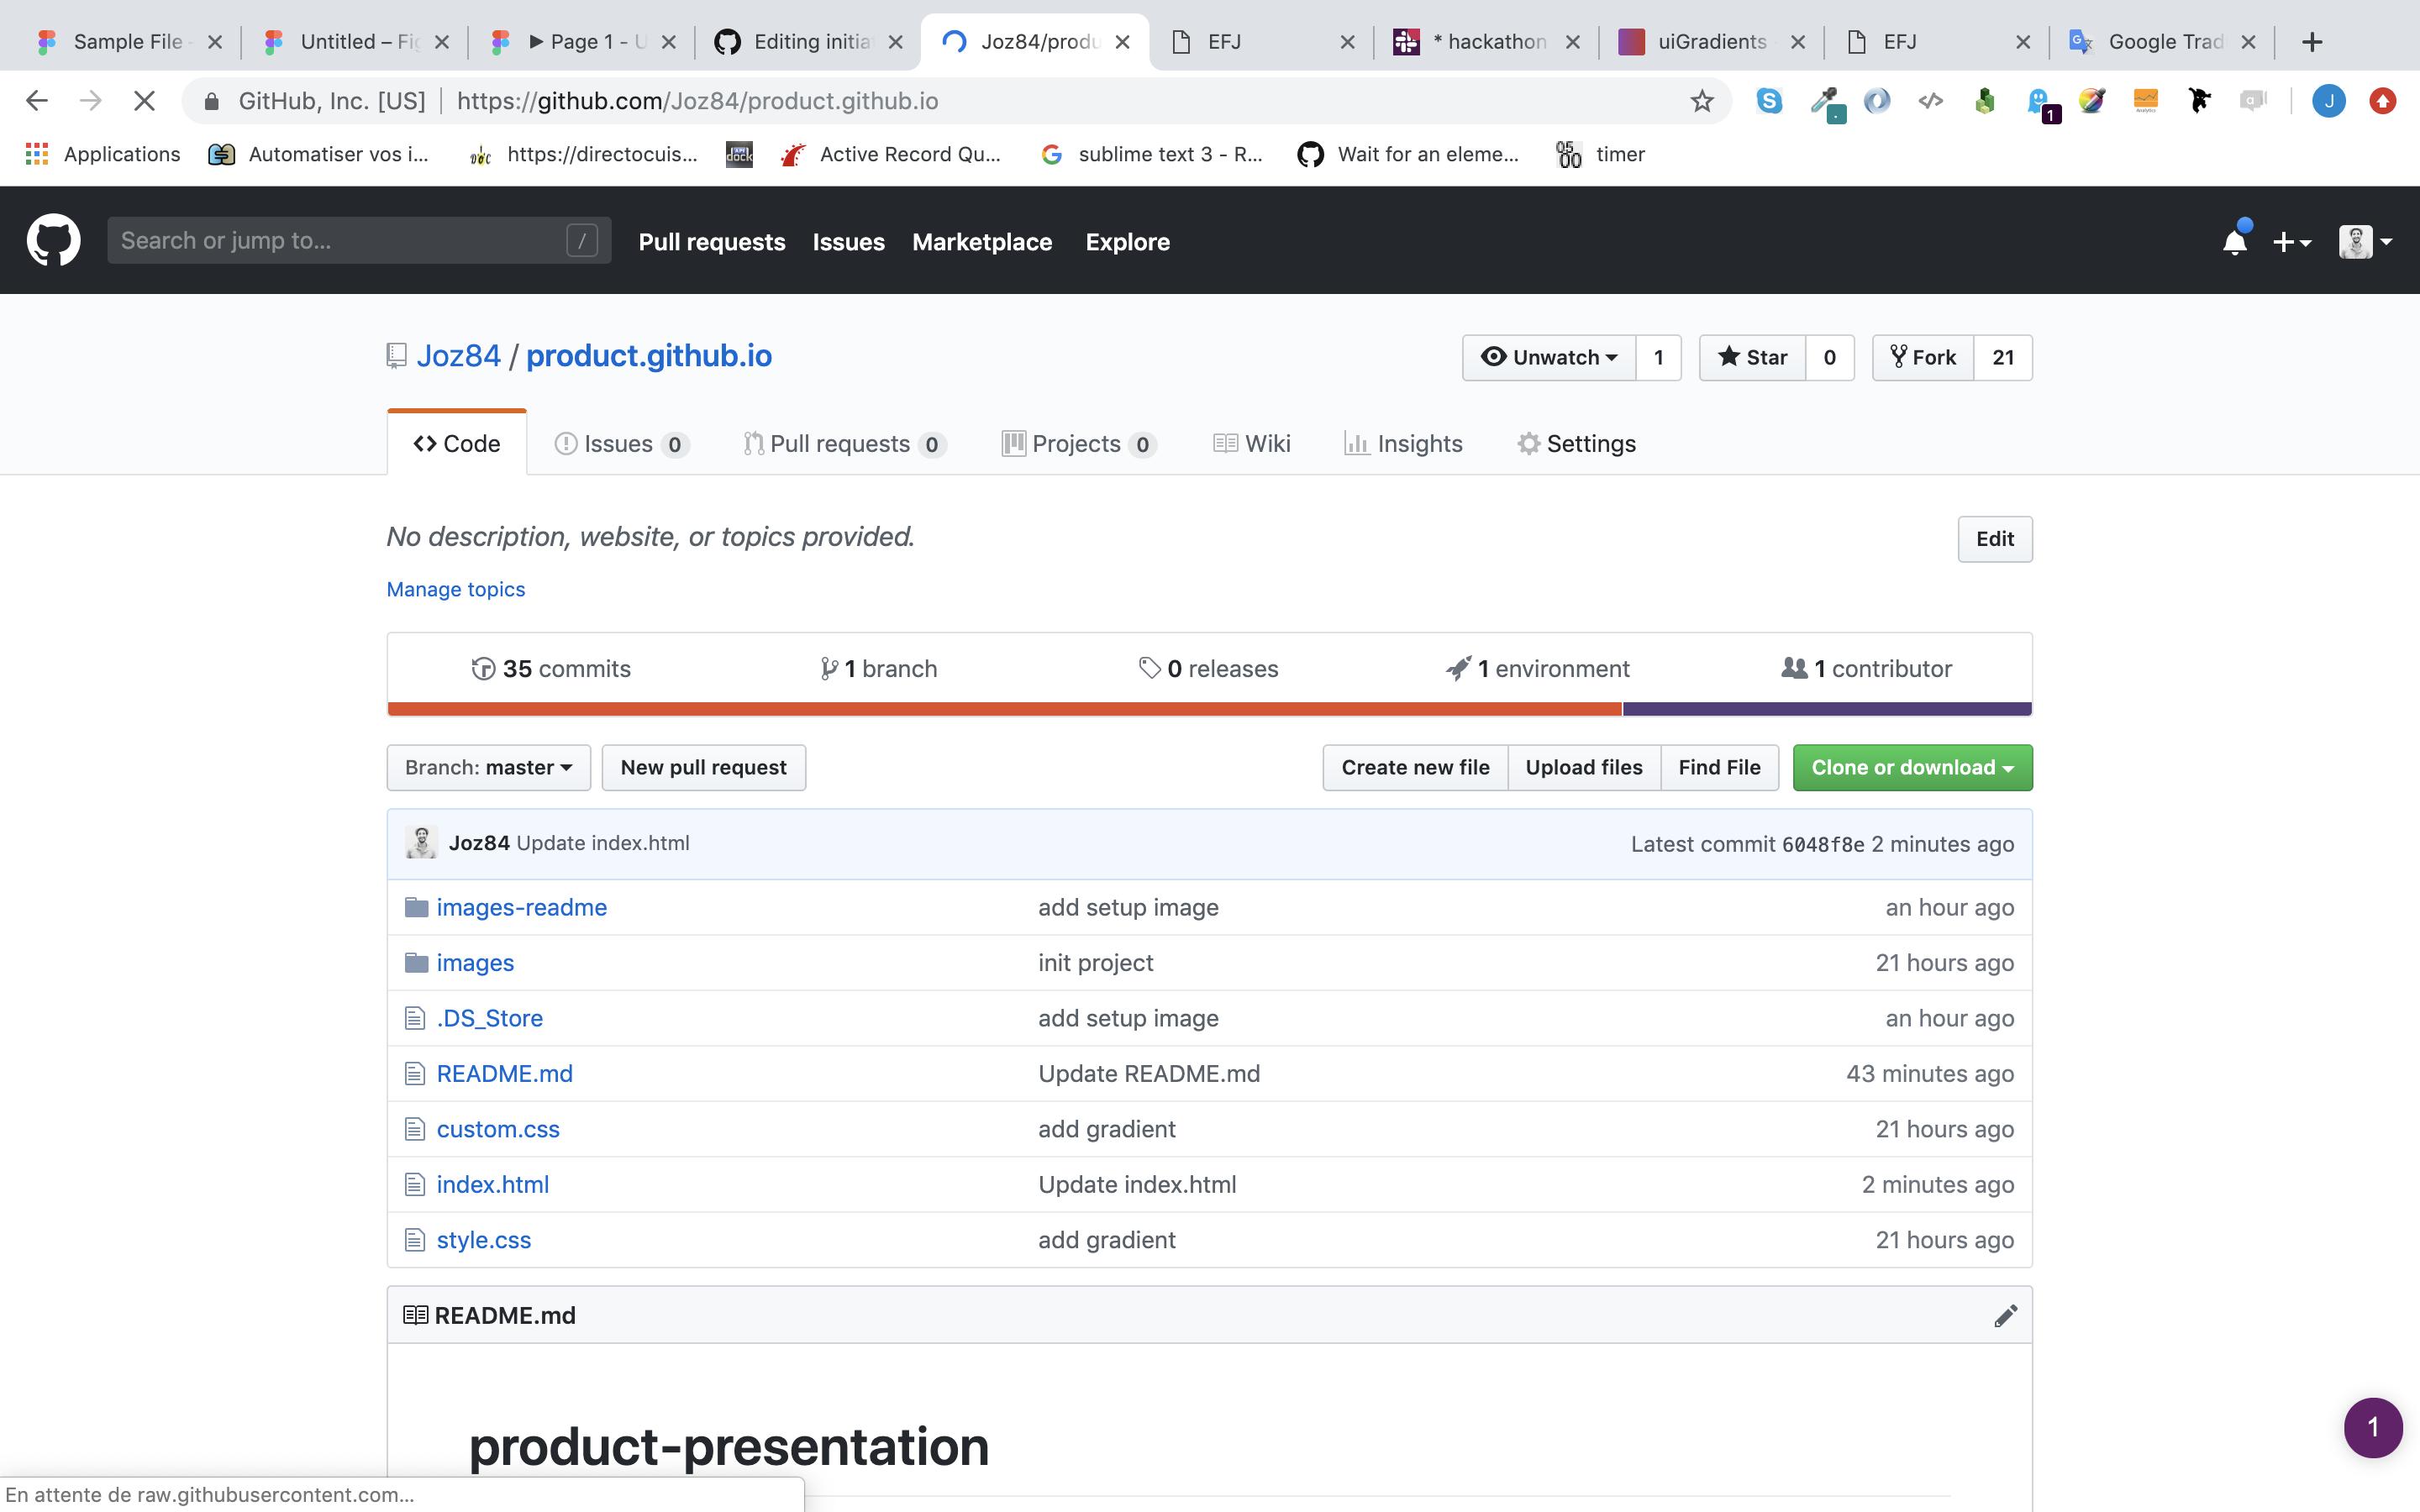 Sample File -
Untitled – Fig
▶ Page 1 - U
Editing initia
Joz84/produ
EFJ
* hackathon
uiGradients -
EFJ
Google Trad
GitHub, Inc. [US] https://github.com/Joz84/product.github.io
1
J
Applications
Automatiser vos i...
https://directocuis...
Active Record Qu...
sublime text 3 - R...
Wait for an eleme...
timer
Search or jump to... /
Pull requests Issues Marketplace Explore
Joz84 / product.github.io
Unwatch 1
Star 0
Fork 21
Code
Issues 0
Pull requests 0
Projects 0
Wiki
Insights
Settings
No description, website, or topics provided.
Edit
Manage topics
35 commits
1 branch
0 releases
1 environment
1 contributor
Branch: master
New pull request
Create new file
Upload files
Find File
Clone or download
Joz84 Update index.html
Latest commit 6048f8e 2 minutes ago
images-readme add setup image an hour ago
images init project 21 hours ago
.DS_Store add setup image an hour ago
README.md Update README.md 43 minutes ago
custom.css add gradient 21 hours ago
index.html Update index.html 2 minutes ago
style.css add gradient 21 hours ago
README.md
product-presentation
1
En attente de raw.githubusercontent.com...